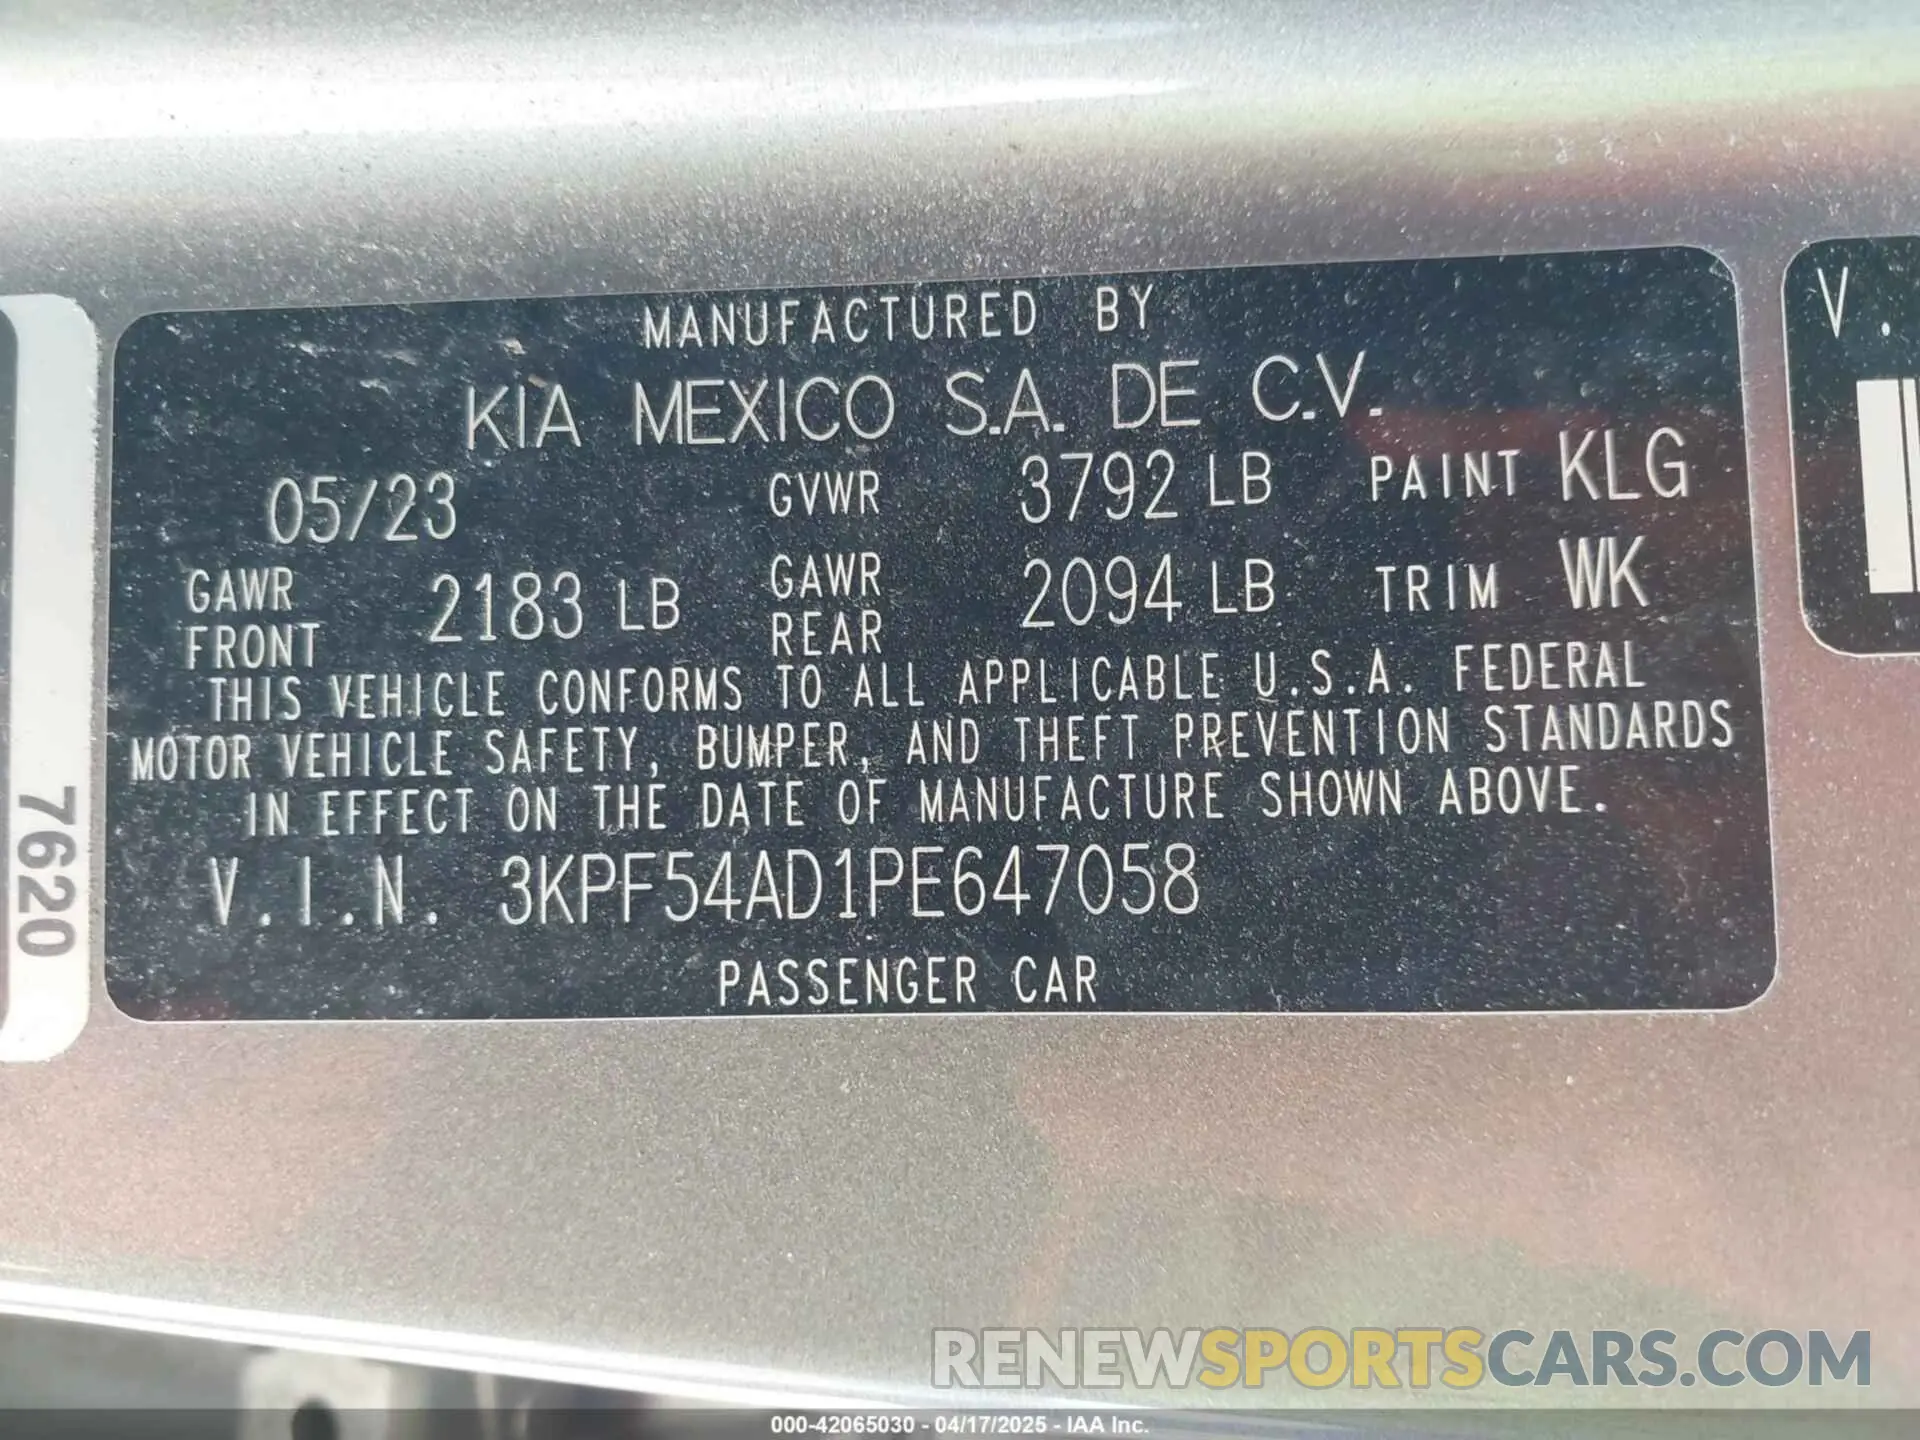 MANUFACTURED BY
KIA MEXICO S.A. DE C.V.
05/23 GVWR 3792 LB PAINT KLG
GAWR FRONT 2183 LB GAWR REAR 2094 LB TRIM WK
THIS VEHICLE CONFORMS TO ALL APPLICABLE U.S.A. FEDERAL
MOTOR VEHICLE SAFETY, BUMPER, AND THEFT PREVENTION STANDARDS
IN EFFECT ON THE DATE OF MANUFACTURE SHOWN ABOVE.
V.I.N. 3KPF54AD1PE647058
PASSENGER CAR
7620
V.
RENEWSPORTSCARS.COM
000-42065030 - 04/17/2025 - IAA Inc.